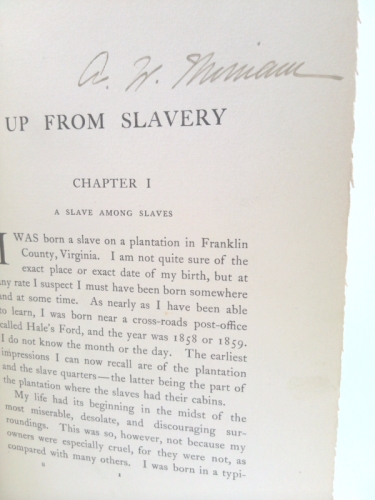 A. W. Merriam
UP FROM SLAVERY
CHAPTER I
A SLAVE AMONG SLAVES
I WAS born a slave on a plantation in Franklin
County, Virginia. I am not quite sure of the
exact place or exact date of my birth, but at
any rate I suspect I must have been born somewhere
and at some time. As nearly as I have been able
to learn, I was born near a cross-roads post-office
called Hale's Ford, and the year was 1858 or 1859.
I do not know the month or the day. The earliest
impressions I can now recall are of the plantation
and the slave quarters—the latter being the part of
the plantation where the slaves had their cabins.
My life had its beginning in the midst of the
most miserable, desolate, and discouraging sur-
roundings. This was so, however, not because my
owners were especially cruel, for they were not, as
compared with many others. I was born in a typi-